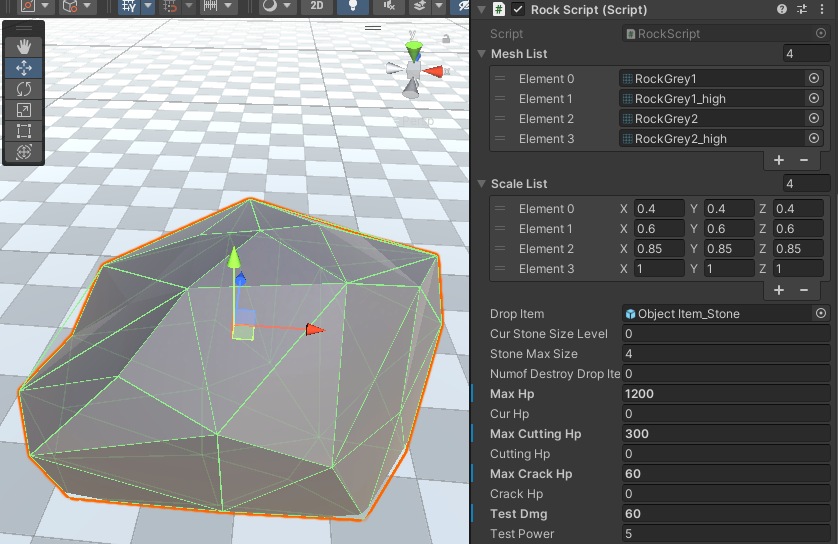 2D
y
Persp
Rock Script (Script)
Script RockScript
Mesh List 4
Element 0 RockGrey1
Element 1 RockGrey1_high
Element 2 RockGrey2
Element 3 RockGrey2_high
+ −
Scale List 4
Element 0 X 0.4 Y 0.4 Z 0.4
Element 1 X 0.6 Y 0.6 Z 0.6
Element 2 X 0.85 Y 0.85 Z 0.85
Element 3 X 1 Y 1 Z 1
+ −
Drop Item Object Item_Stone
Cur Stone Size Level 0
Stone Max Size 4
Numof Destroy Drop Ite 0
Max Hp 1200
Cur Hp 0
Max Cutting Hp 300
Cutting Hp 0
Max Crack Hp 60
Crack Hp 0
Test Dmg 60
Test Power 5